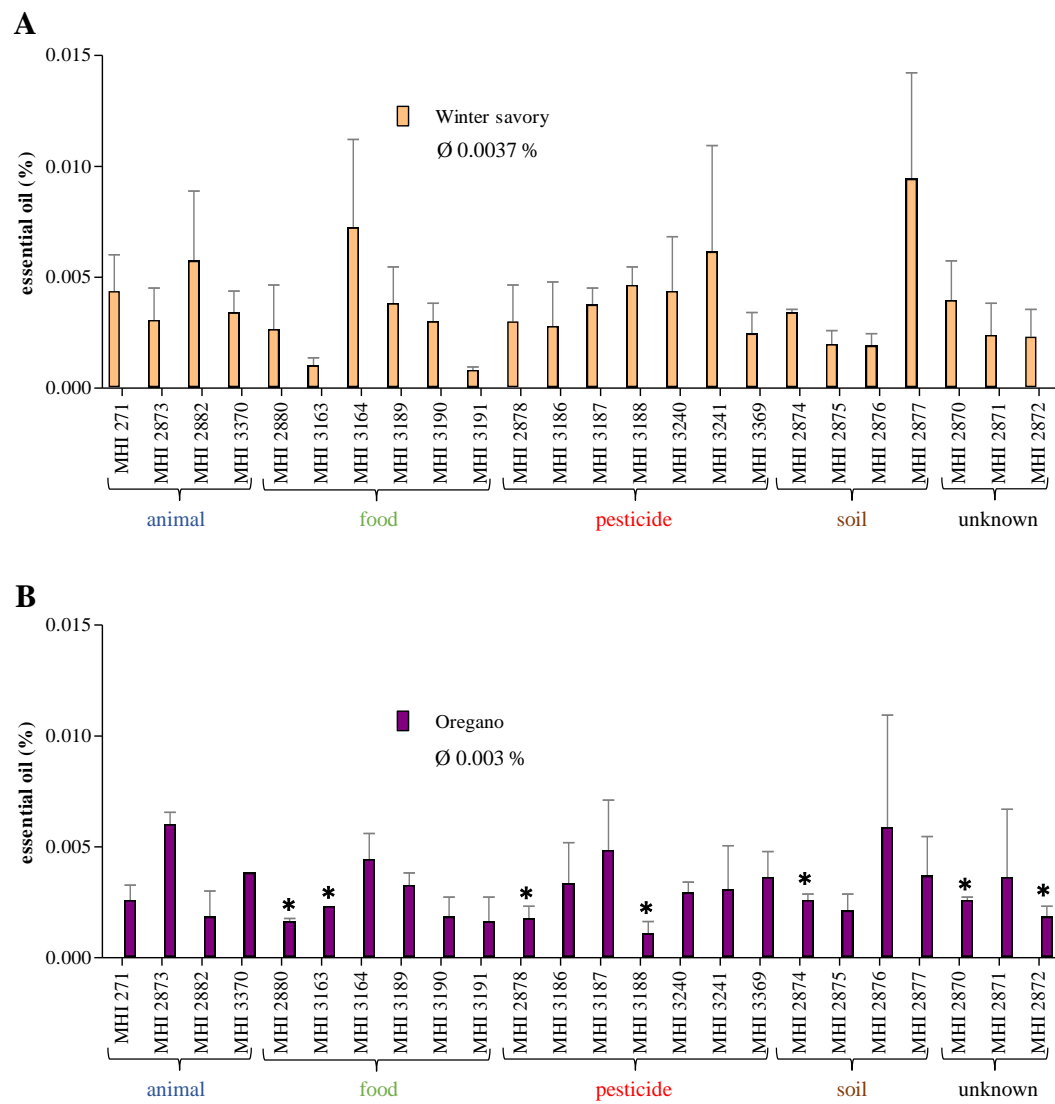 A
0.015
0.010
0.005
0.000
essential oil (%)
Winter savory
Ø 0.0037 %
MHI 271
MHI 2873
MHI 2882
MHI 3370
MHI 2880
MHI 3163
MHI 3164
MHI 3189
MHI 3190
MHI 3191
MHI 2878
MHI 3186
MHI 3187
MHI 3188
MHI 3240
MHI 3241
MHI 3369
MHI 2874
MHI 2875
MHI 2876
MHI 2877
MHI 2870
MHI 2871
MHI 2872
animal food pesticide soil unknown
B
0.015
0.010
0.005
0.000
essential oil (%)
Oregano
Ø 0.003 %
* * * * * * *
MHI 271
MHI 2873
MHI 2882
MHI 3370
MHI 2880
MHI 3163
MHI 3164
MHI 3189
MHI 3190
MHI 3191
MHI 2878
MHI 3186
MHI 3187
MHI 3188
MHI 3240
MHI 3241
MHI 3369
MHI 2874
MHI 2875
MHI 2876
MHI 2877
MHI 2870
MHI 2871
MHI 2872
animal food pesticide soil unknown